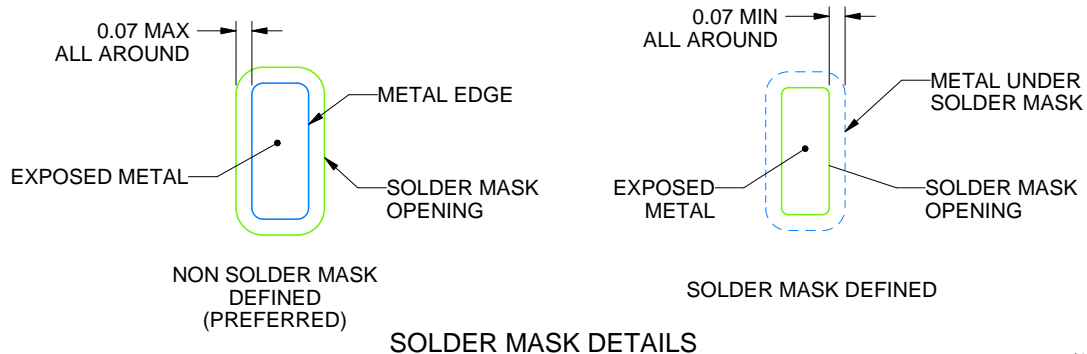 0.07 MAX
ALL AROUND
METAL EDGE
EXPOSED METAL
SOLDER MASK
OPENING
NON SOLDER MASK
DEFINED
(PREFERRED)
0.07 MIN
ALL AROUND
METAL UNDER
SOLDER MASK
EXPOSED
METAL
SOLDER MASK
OPENING
SOLDER MASK DEFINED
SOLDER MASK DETAILS